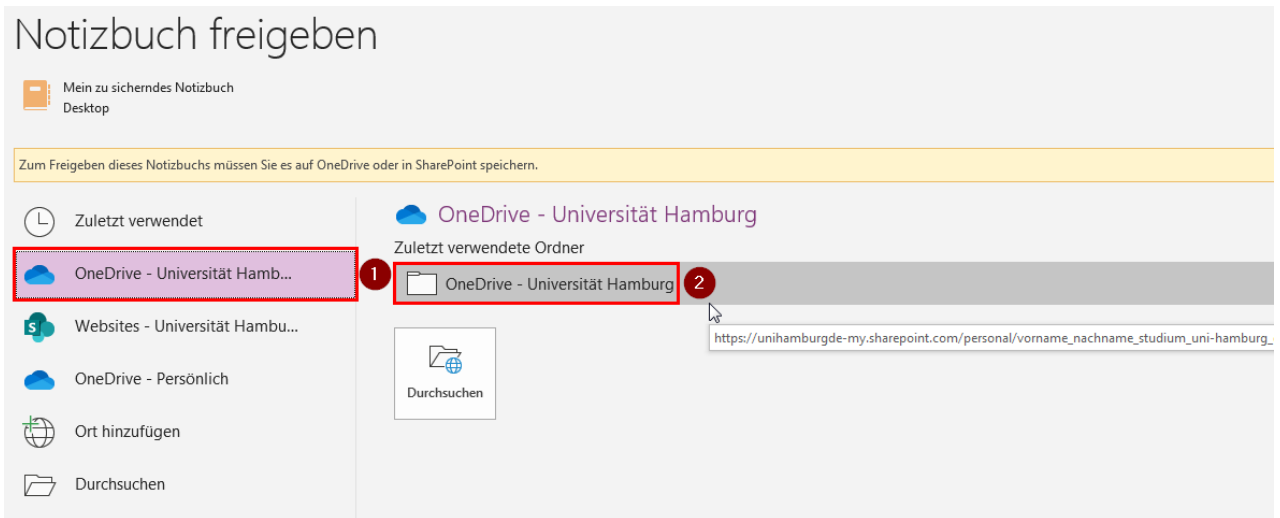 Notizbuch freigeben
Mein zu sicherndes Notizbuch
Desktop
Zum Freigeben dieses Notizbuchs müssen Sie es auf OneDrive oder in SharePoint speichern.
Zuletzt verwendet
OneDrive - Universität Hamb...
1
Websites - Universität Hambu...
OneDrive - Persönlich
Ort hinzufügen
Durchsuchen
OneDrive - Universität Hamburg
Zuletzt verwendete Ordner
OneDrive - Universität Hamburg
2
https://unihamburgde-my.sharepoint.com/personal/vorname_nachname_studium_uni-hamburg_
Durchsuchen